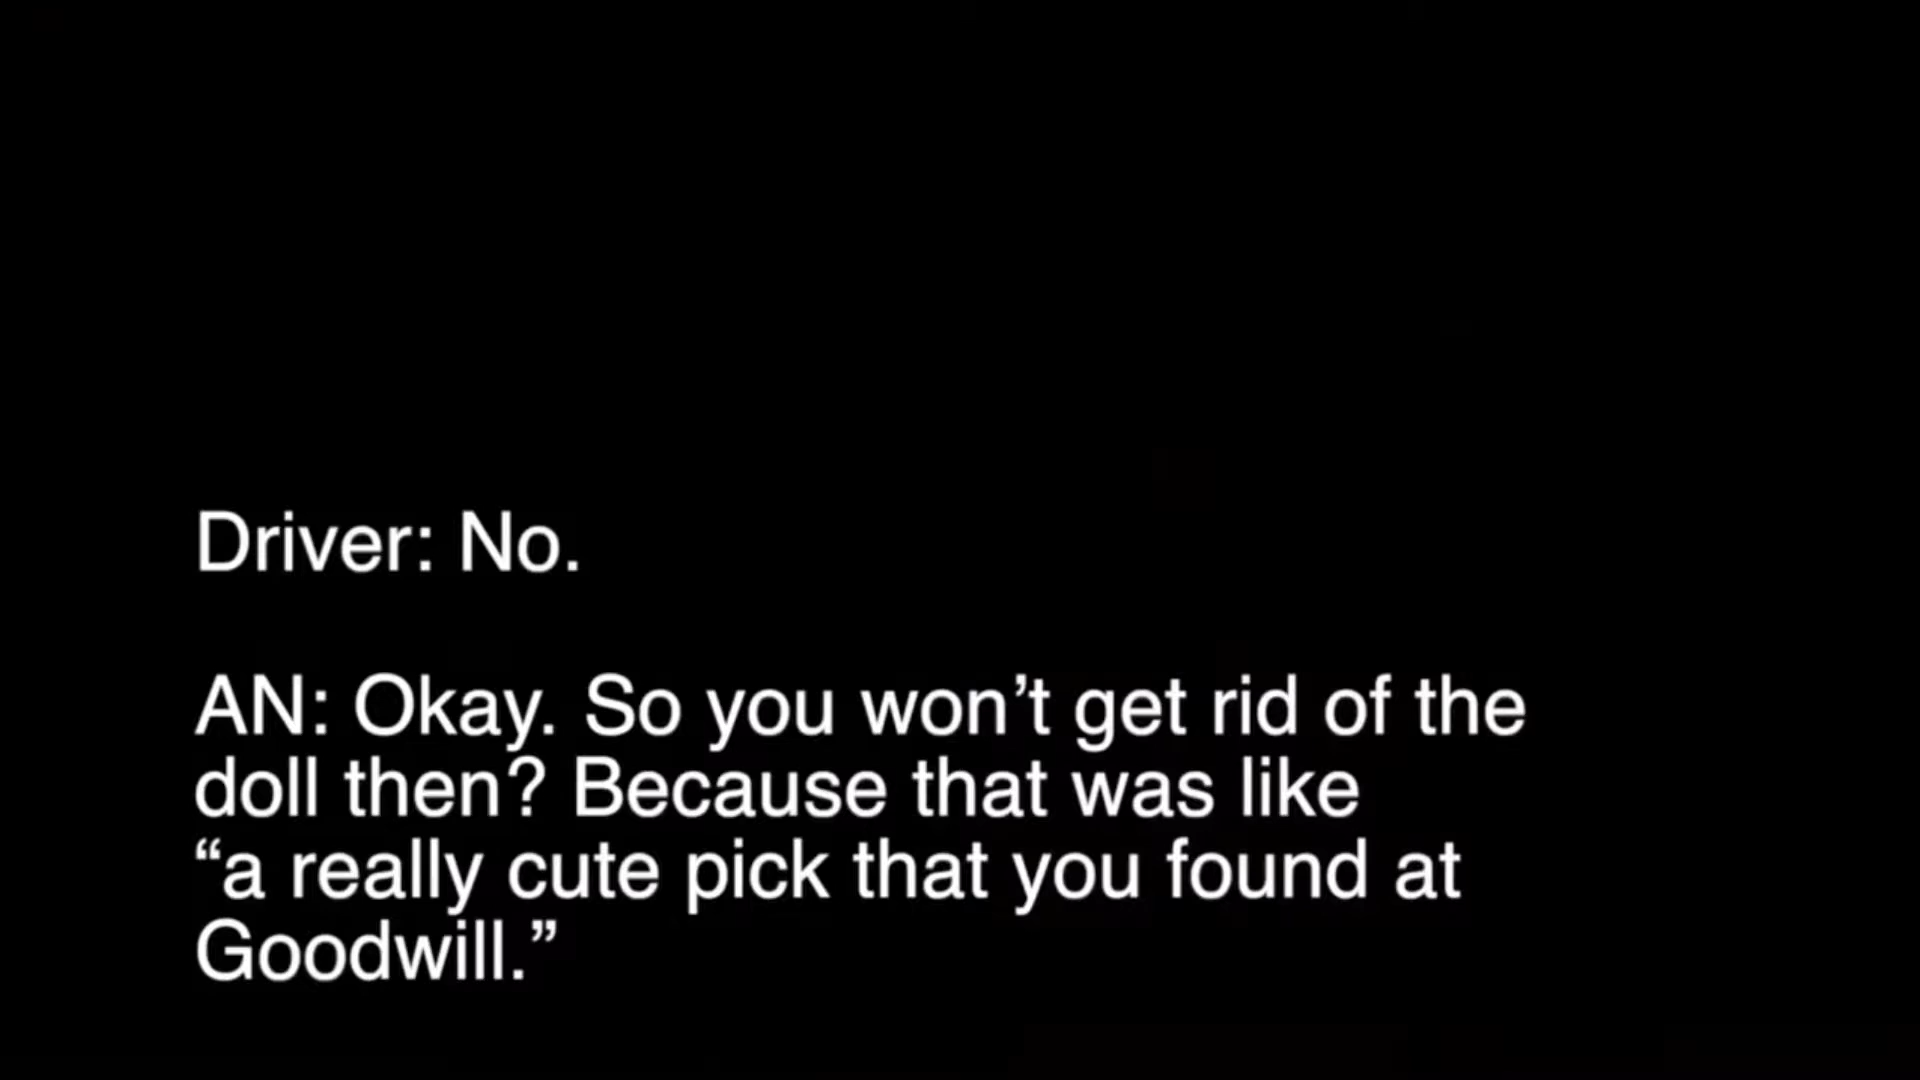 Driver: No.
AN: Okay. So you won’t get rid of the
doll then? Because that was like
“a really cute pick that you found at
Goodwill.”